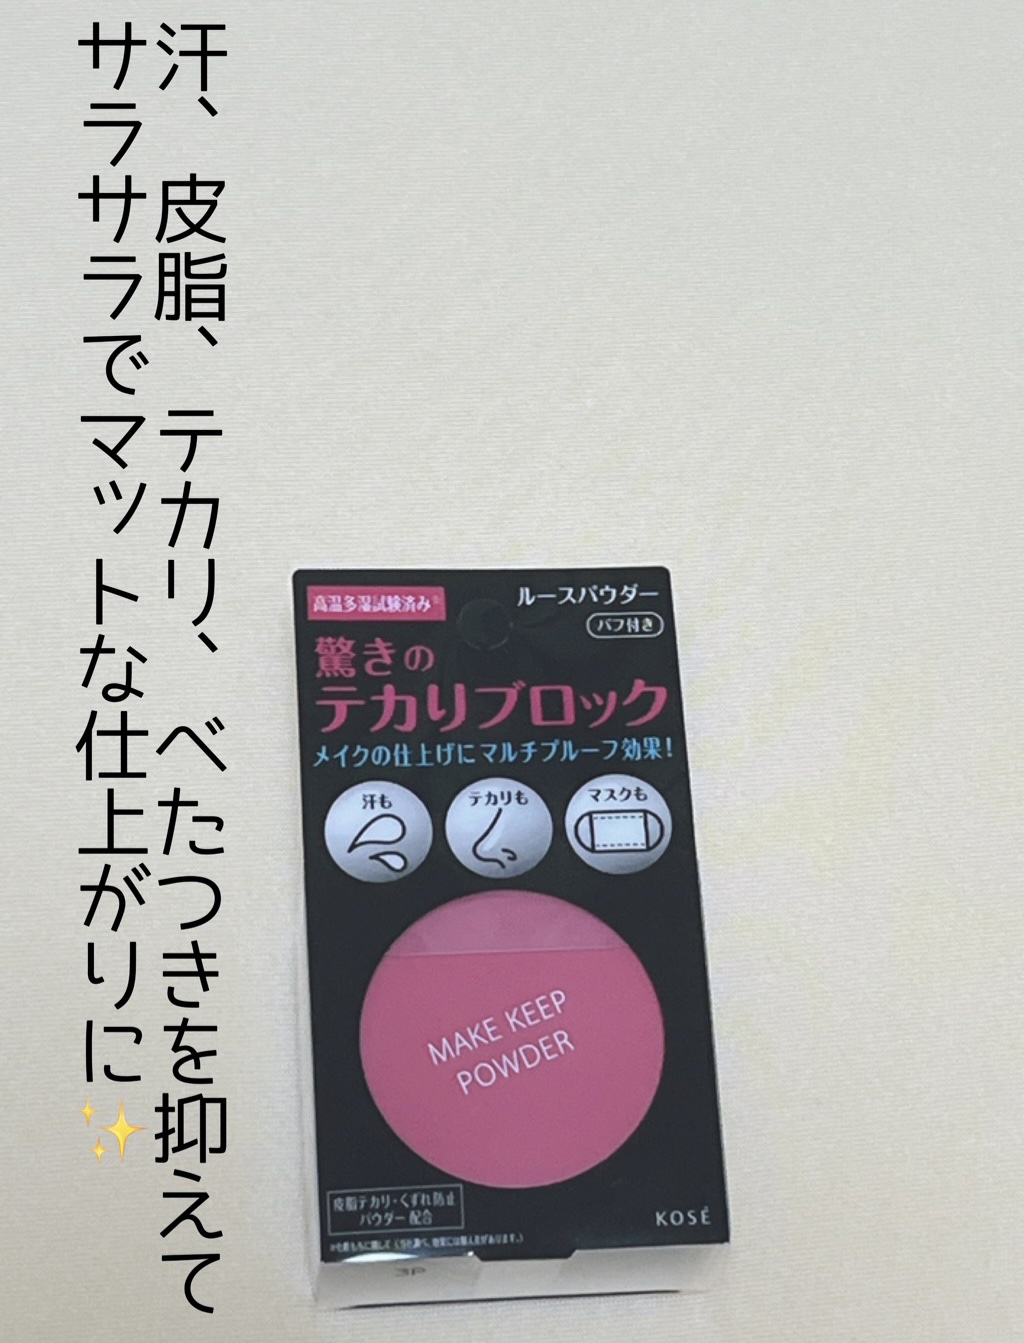 汗、皮脂、テカリ、べたつきを抑えて
サラサラでマットな仕上がりに✨
高温多湿試験済み※
ルースパウダー
パフ付き
驚きの
テカりブロック
メイクの仕上げにマルチプルーフ効果!
汗も
テカリも
マスクも
MAKE KEEP
POWDER
皮脂テカリ・くずれ防止
パウダー配合
KOSÉ
3P